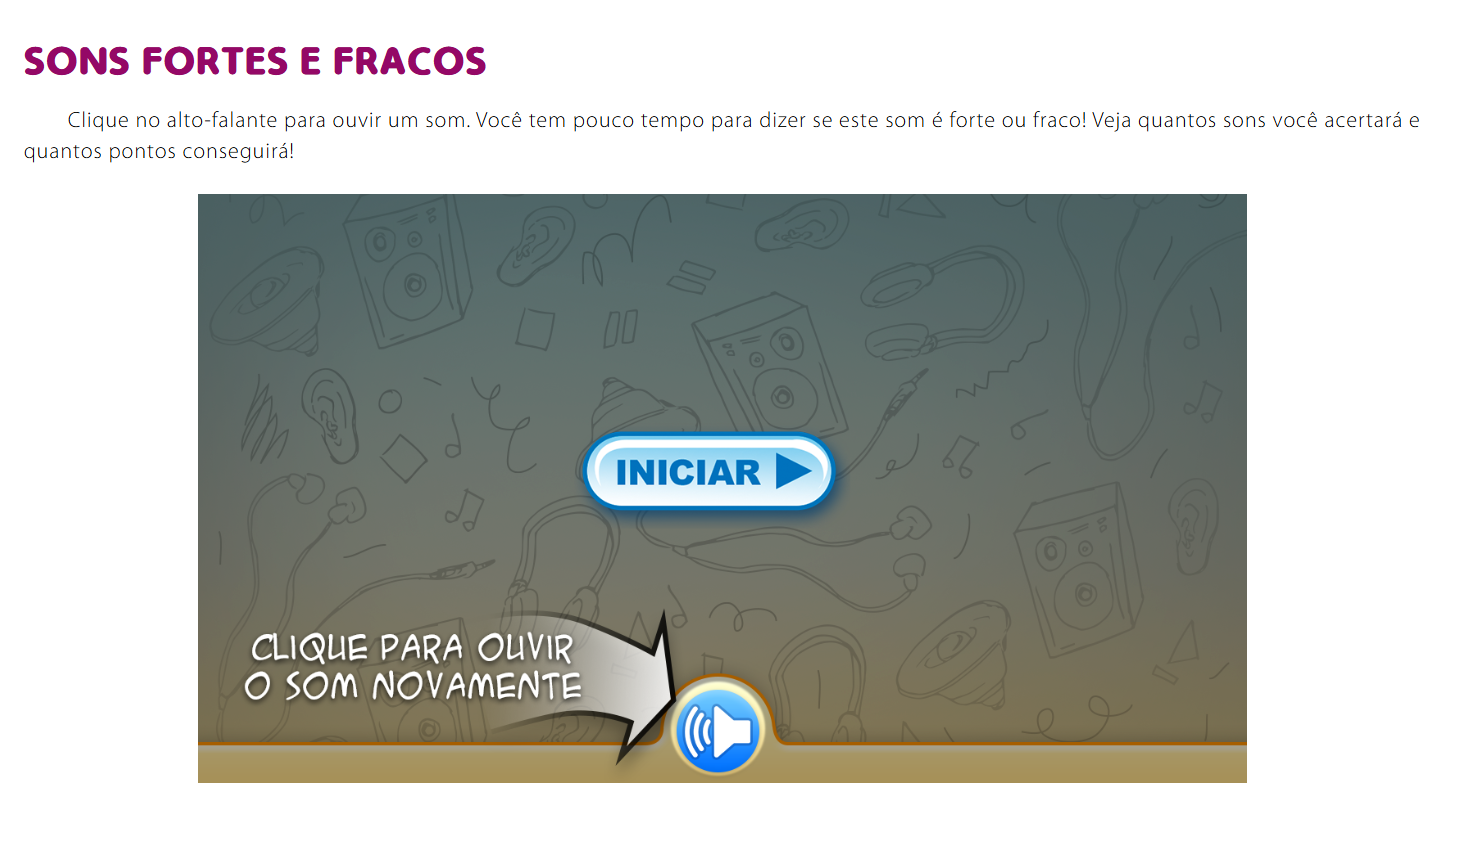 SONS FORTES E FRACOS
Clique no alto-falante para ouvir um som. Você tem pouco tempo para dizer se este som é forte ou fraco! Veja quantos sons você acertará e
quantos pontos conseguirá!
INICIAR
CLIQUE PARA OUVIR
O SOM NOVAMENTE